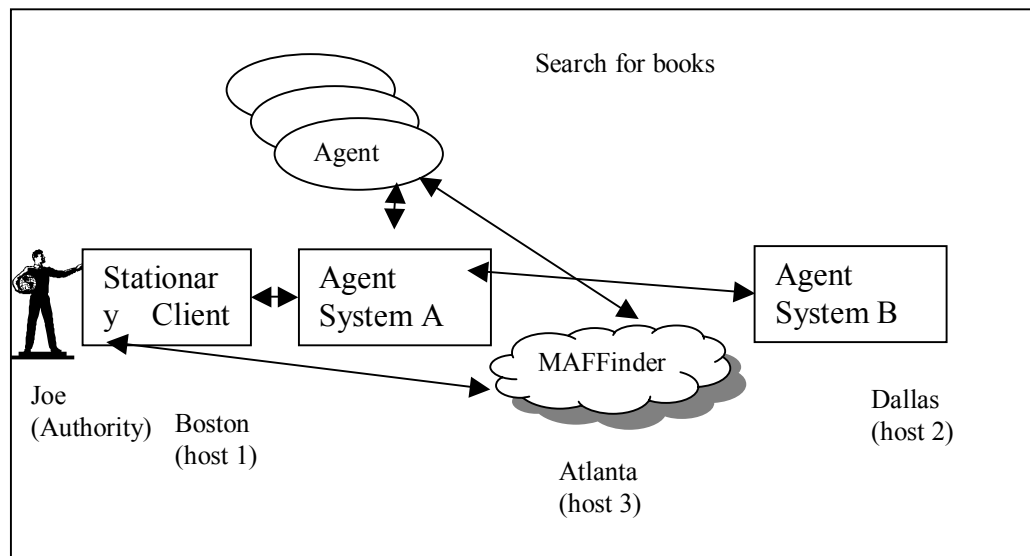 Search for books
Agent
Stationar
y Client
Agent
System A
Agent
System B
MAFFinder
Joe
(Authority)
Boston
(host 1)
Atlanta
(host 3)
Dallas
(host 2)